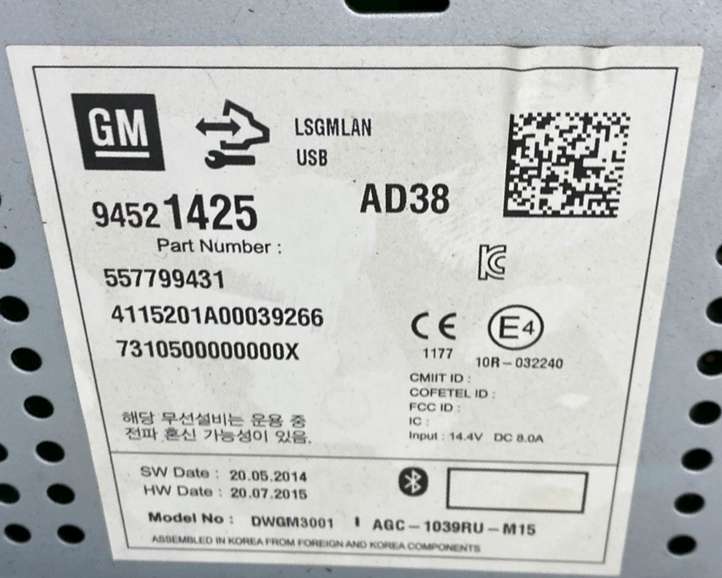 GM
LSGMLAN
USB
94521425
AD38
Part Number :
557799431
4115201A00039266
7310500000000X
CE
1177
E4
10R-032240
CMIIT ID :
COFETEL ID :
FCC ID :
IC :
Input : 14.4V DC 8.0A
해당 무선설비는 운용 중
전파 혼신 가능성이 있음.
SW Date : 20.05.2014
HW Date : 20.07.2015
Model No : DWGM3001 I AGC-1039RU-M15
ASSEMBLED IN KOREA FROM FOREIGN AND KOREA COMPONENTS